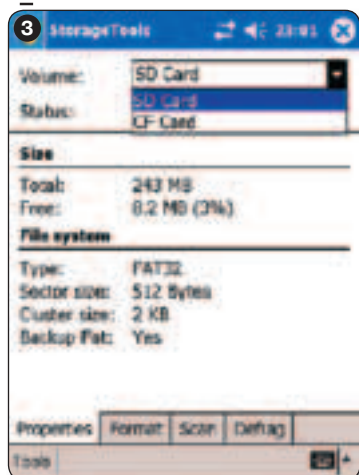 3 StorageTools 23:01
Volume: SD Card
SD Card
Status: CF Card
Size
Total: 243 MB
Free: 8.2 MB (3%)
File system
Type: FAT32
Sector size: 512 Bytes
Cluster size: 2 KB
Backup Fat: Yes
Properties Format Scan Defrag
Tools